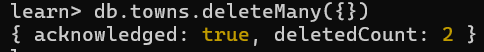 learn> db.towns.deleteMany({})
{ acknowledged: true, deletedCount: 2 }